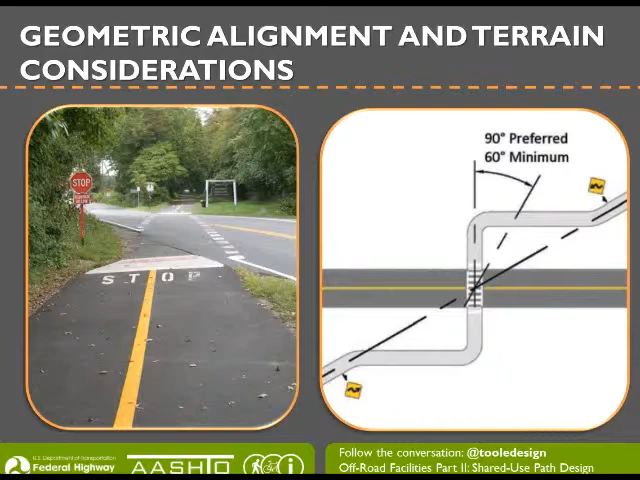 GEOMETRIC ALIGNMENT AND TERRAIN
CONSIDERATIONS
90° Preferred
60° Minimum
STOP
STOP
U.S. Department of Transportation
Federal Highway
AASHTO
Follow the conversation: @tooledesign
Off-Road Facilities Part II: Shared-Use Path Design